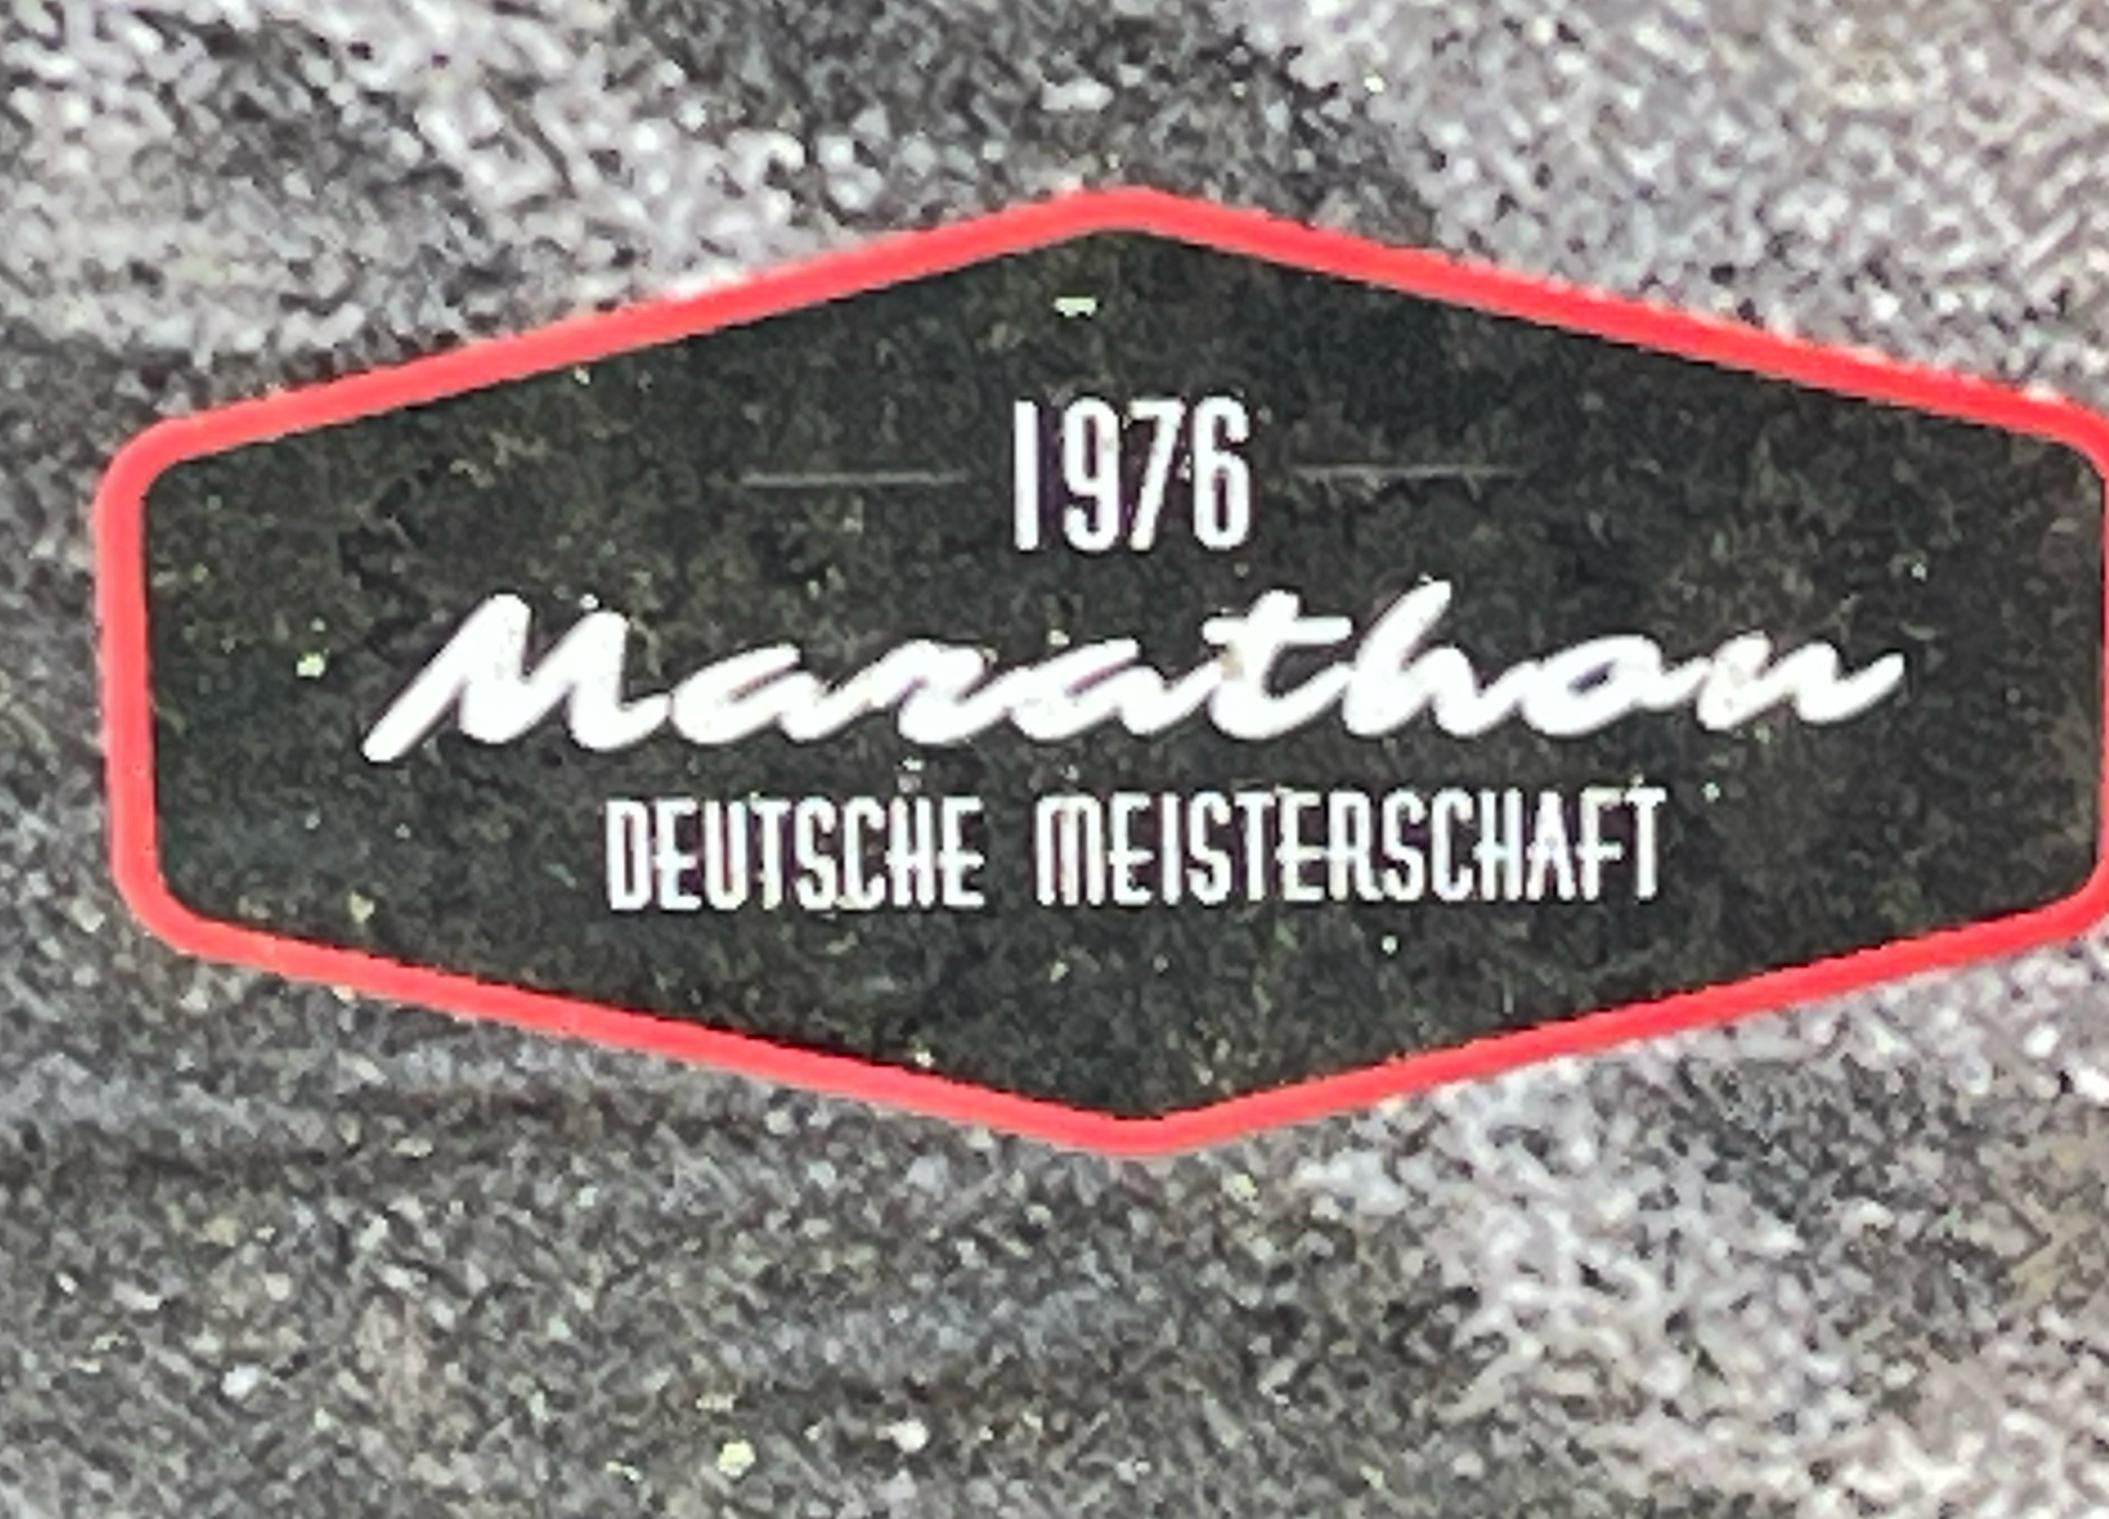 1976
Marathon
DEUTSCHE MEISTERSCHAFT